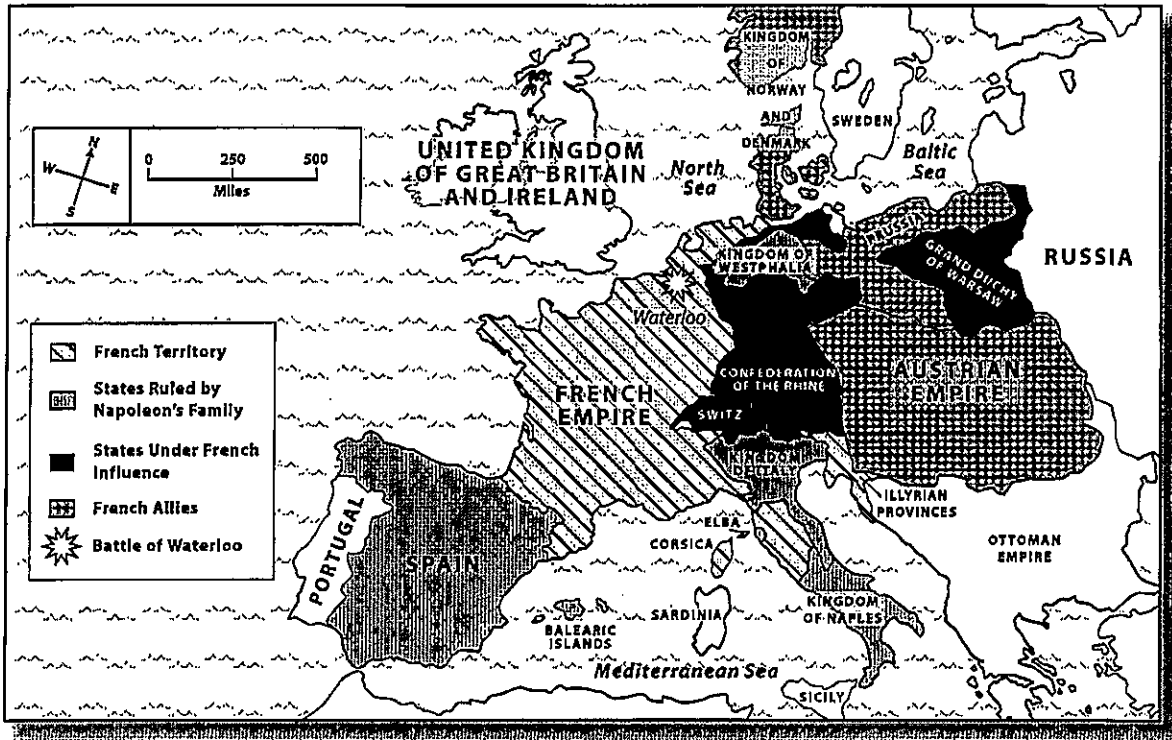 KINGDOM
OF
NORWAY
AND
DENMARK
SWEDEN
Baltic
Sea
North
Sea
UNITED KINGDOM
OF GREAT BRITAIN
AND IRELAND
N
W
E
S
0 250 500
Miles
PRUSSIA
GRAND DUCHY
OF WARSAW
RUSSIA
KINGDOM OF
WESTPHALIA
Waterloo
French Territory
States Ruled by
Napoleon's Family
States Under French
Influence
French Allies
Battle of Waterloo
FRENCH
EMPIRE
CONFEDERATION
OF THE RHINE
SWITZ
AUSTRIAN
EMPIRE
KINGDOM
OF ITALY
ILLYRIAN
PROVINCES
OTTOMAN
EMPIRE
PORTUGAL
SPAIN
ELBA
CORSICA
SARDINIA
KINGDOM
OF NAPLES
BALEARIC
ISLANDS
Mediterranean Sea
SICILY